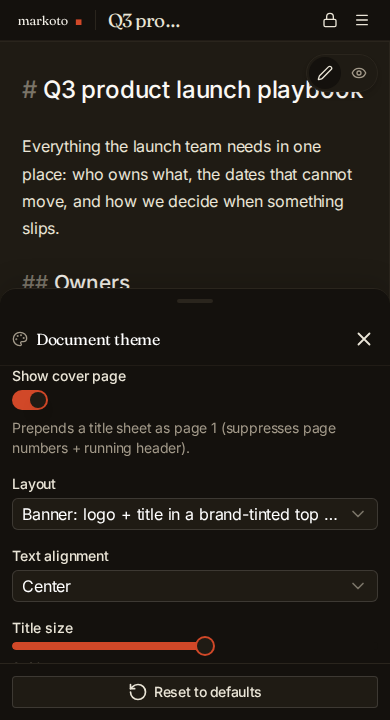 markoto
Q3 pro...
# Q3 product launch playbook
Everything the launch team needs in one
place: who owns what, the dates that cannot
move, and how we decide when something
slips.
## Owners
Document theme
Show cover page
Prepends a title sheet as page 1 (suppresses page
numbers + running header).
Layout
Banner: logo + title in a brand-tinted top ...
Text alignment
Center
Title size
Reset to defaults